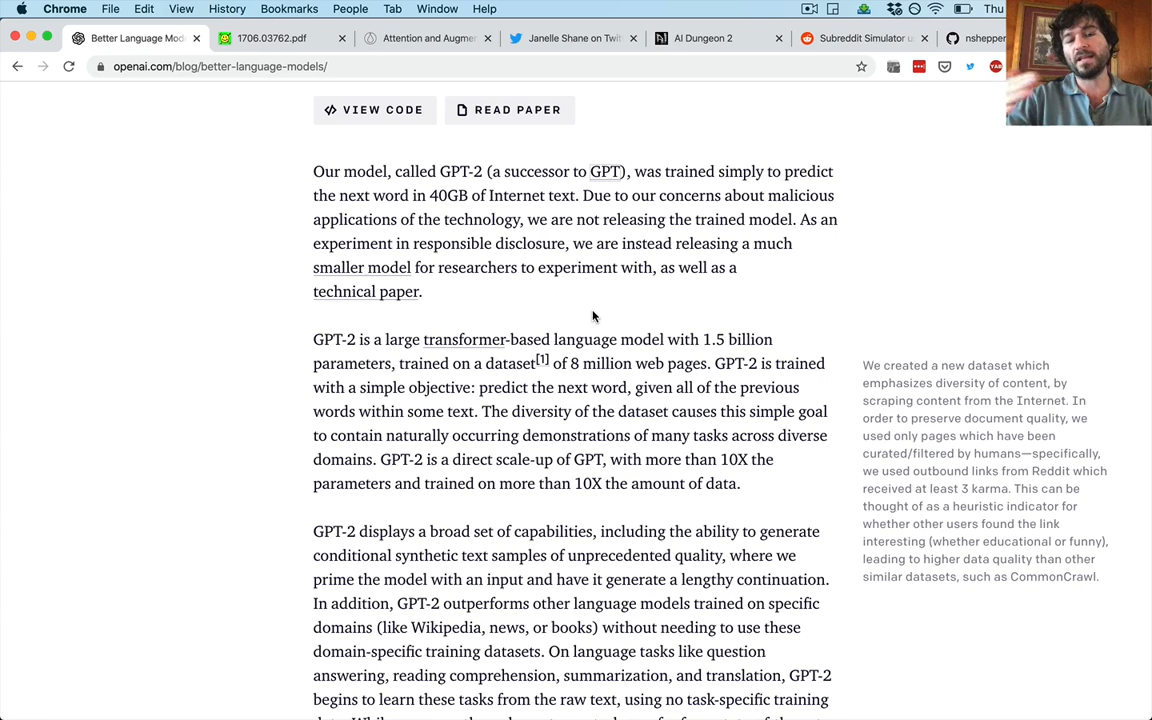 Chrome File Edit View History Bookmarks People Tab Window Help Thu
Better Language Mod 1706.03762.pdf Attention and Augme Janelle Shane on Twit AI Dungeon 2 Subreddit Simulator u nshepper
openai.com/blog/better-language-models/
VIEW CODE READ PAPER
Our model, called GPT-2 (a successor to GPT), was trained simply to predict
the next word in 40GB of Internet text. Due to our concerns about malicious
applications of the technology, we are not releasing the trained model. As an
experiment in responsible disclosure, we are instead releasing a much
smaller model for researchers to experiment with, as well as a
technical paper.
GPT-2 is a large transformer-based language model with 1.5 billion
parameters, trained on a dataset[1] of 8 million web pages. GPT-2 is trained
with a simple objective: predict the next word, given all of the previous
words within some text. The diversity of the dataset causes this simple goal
to contain naturally occurring demonstrations of many tasks across diverse
domains. GPT-2 is a direct scale-up of GPT, with more than 10X the
parameters and trained on more than 10X the amount of data.
We created a new dataset which
emphasizes diversity of content, by
scraping content from the Internet. In
order to preserve document quality, we
used only pages which have been
curated/filtered by humans—specifically,
we used outbound links from Reddit which
received at least 3 karma. This can be
thought of as a heuristic indicator for
whether other users found the link
interesting (whether educational or funny),
leading to higher data quality than other
similar datasets, such as CommonCrawl.
GPT-2 displays a broad set of capabilities, including the ability to generate
conditional synthetic text samples of unprecedented quality, where we
prime the model with an input and have it generate a lengthy continuation.
In addition, GPT-2 outperforms other language models trained on specific
domains (like Wikipedia, news, or books) without needing to use these
domain-specific training datasets. On language tasks like question
answering, reading comprehension, summarization, and translation, GPT-2
begins to learn these tasks from the raw text, using no task-specific training